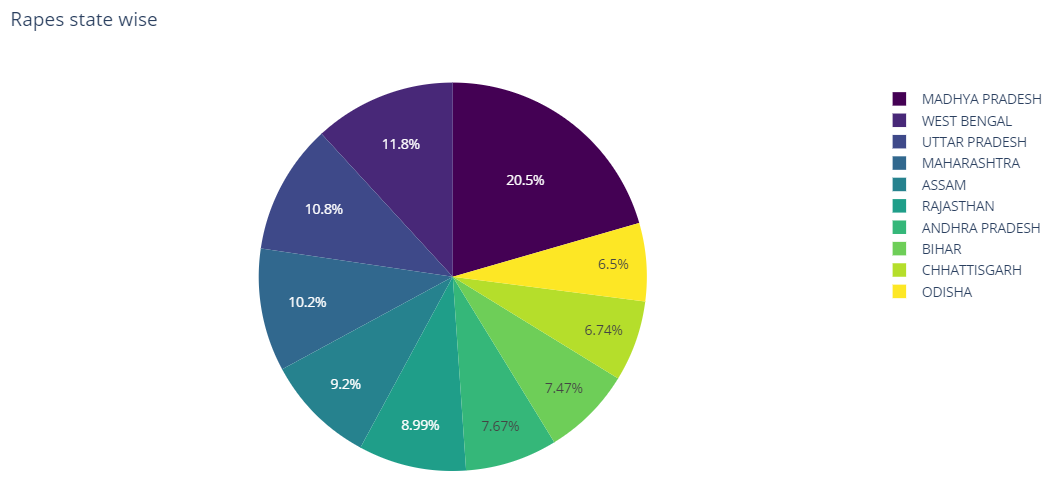 Rapes state wise
11.8%
20.5%
10.8%
6.5%
10.2%
6.74%
9.2%
7.47%
8.99%
7.67%
MADHYA PRADESH
WEST BENGAL
UTTAR PRADESH
MAHARASHTRA
ASSAM
RAJASTHAN
ANDHRA PRADESH
BIHAR
CHHATTISGARH
ODISHA